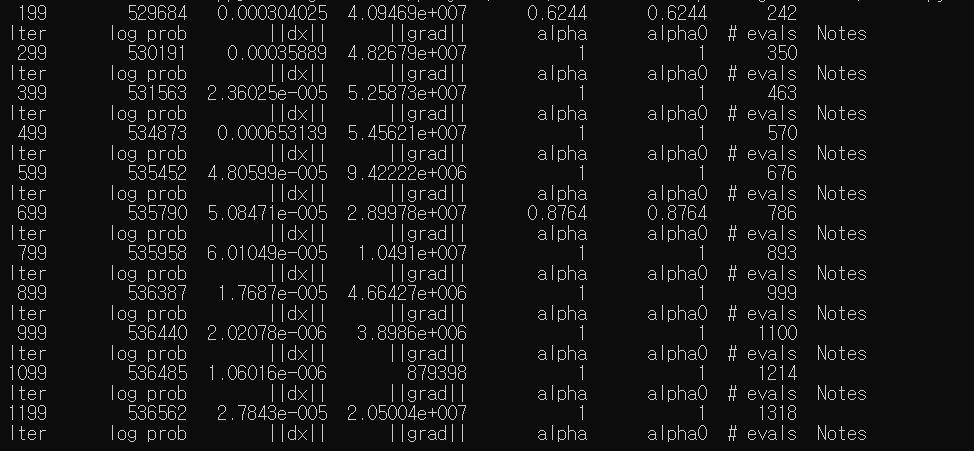 199 529684 0.000304025 4.09469e+007 0.6244 0.6244 242
Iter log prob ||dx|| ||grad|| alpha alpha0 # evals Notes
299 530191 0.00035889 4.82679e+007 1 1 350
Iter log prob ||dx|| ||grad|| alpha alpha0 # evals Notes
399 531563 2.36025e-005 5.25873e+007 1 1 463
Iter log prob ||dx|| ||grad|| alpha alpha0 # evals Notes
499 534873 0.000653139 5.45621e+007 1 1 570
Iter log prob ||dx|| ||grad|| alpha alpha0 # evals Notes
599 535452 4.80599e-005 9.42222e+006 1 1 676
Iter log prob ||dx|| ||grad|| alpha alpha0 # evals Notes
699 535790 5.08471e-005 2.89978e+007 0.8764 0.8764 786
Iter log prob ||dx|| ||grad|| alpha alpha0 # evals Notes
799 535958 6.01049e-005 1.0491e+007 1 1 893
Iter log prob ||dx|| ||grad|| alpha alpha0 # evals Notes
899 536387 1.7687e-005 4.66427e+006 1 1 999
Iter log prob ||dx|| ||grad|| alpha alpha0 # evals Notes
999 536440 2.02078e-006 3.8986e+006 1 1 1100
Iter log prob ||dx|| ||grad|| alpha alpha0 # evals Notes
1099 536485 1.06016e-006 879398 1 1 1214
Iter log prob ||dx|| ||grad|| alpha alpha0 # evals Notes
1199 536562 2.7843e-005 2.05004e+007 1 1 1318
Iter log prob ||dx|| ||grad|| alpha alpha0 # evals Notes